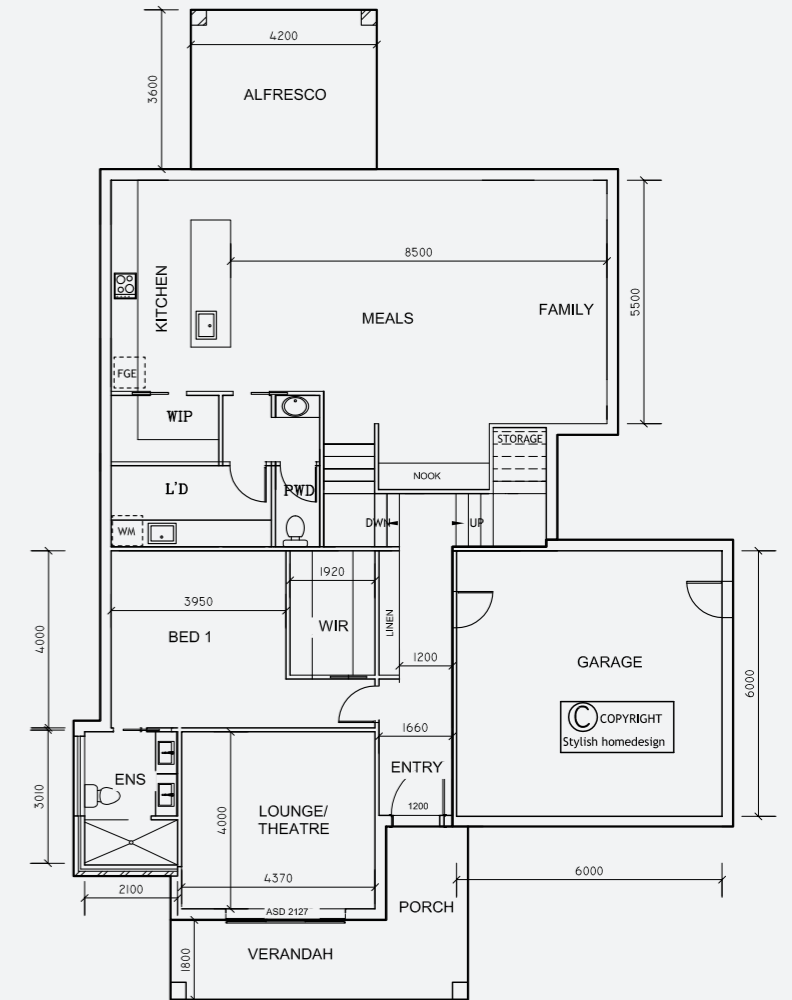 4200
3600
ALFRESCO
8500
KITCHEN
MEALS
FAMILY
5500
FGE
WIP
STORAGE
NOOK
L'D
PWD
WM
DWN
UP
1920
3950
WIR
LINEN
BED 1
4000
1200
GARAGE
6000
C COPYRIGHT
Stylish homedesign
1660
ENTRY
1200
ENS
3010
LOUNGE/
THEATRE
4000
4370
2100
6000
ASD 2127
PORCH
VERANDAH
1800